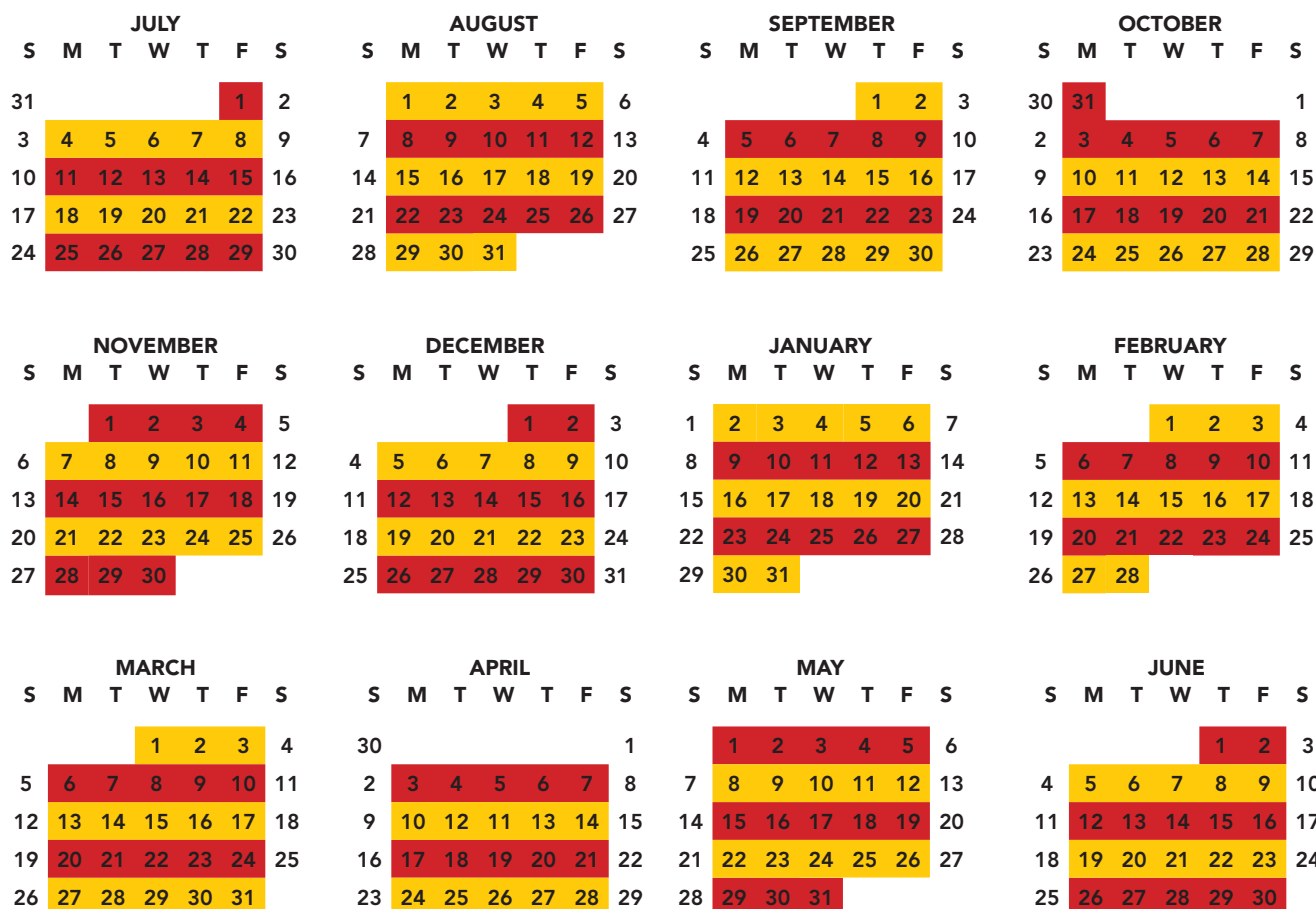 JULY AUGUST SEPTEMBER OCTOBER
S M T W T F S S M T W T F S S M T W T F S S M T W T F S
31 1 2 1 2 3 4 5 6 1 2 3 30 31 1
3 4 5 6 7 8 9 7 8 9 10 11 12 13 4 5 6 7 8 9 10 2 3 4 5 6 7 8
10 11 12 13 14 15 16 14 15 16 17 18 19 20 11 12 13 14 15 16 17 9 10 11 12 13 14 15
17 18 19 20 21 22 23 21 22 23 24 25 26 27 18 19 20 21 22 23 24 16 17 18 19 20 21 22
24 25 26 27 28 29 30 28 29 30 31 25 26 27 28 29 30 23 24 25 26 27 28 29
NOVEMBER DECEMBER JANUARY FEBRUARY
S M T W T F S S M T W T F S S M T W T F S S M T W T F S
1 2 3 4 5 1 2 3 1 2 3 4 5 6 7 1 2 3 4
6 7 8 9 10 11 12 4 5 6 7 8 9 10 8 9 10 11 12 13 14 5 6 7 8 9 10 11
13 14 15 16 17 18 19 11 12 13 14 15 16 17 15 16 17 18 19 20 21 12 13 14 15 16 17 18
20 21 22 23 24 25 26 18 19 20 21 22 23 24 22 23 24 25 26 27 28 19 20 21 22 23 24 25
27 28 29 30 25 26 27 28 29 30 31 29 30 31 26 27 28
MARCH APRIL MAY JUNE
S M T W T F S S M T W T F S S M T W T F S S M T W T F S
1 2 3 4 30 1 1 2 3 4 5 6 1 2 3
5 6 7 8 9 10 11 2 3 4 5 6 7 8 7 8 9 10 11 12 13 4 5 6 7 8 9 10
12 13 14 15 16 17 18 9 10 12 11 13 14 15 14 15 16 17 18 19 20 11 12 13 14 15 16 17
19 20 21 22 23 24 25 16 17 18 19 20 21 22 21 22 23 24 25 26 27 18 19 20 21 22 23 24
26 27 28 29 30 31 23 24 25 26 27 28 29 28 29 30 31 25 26 27 28 29 30